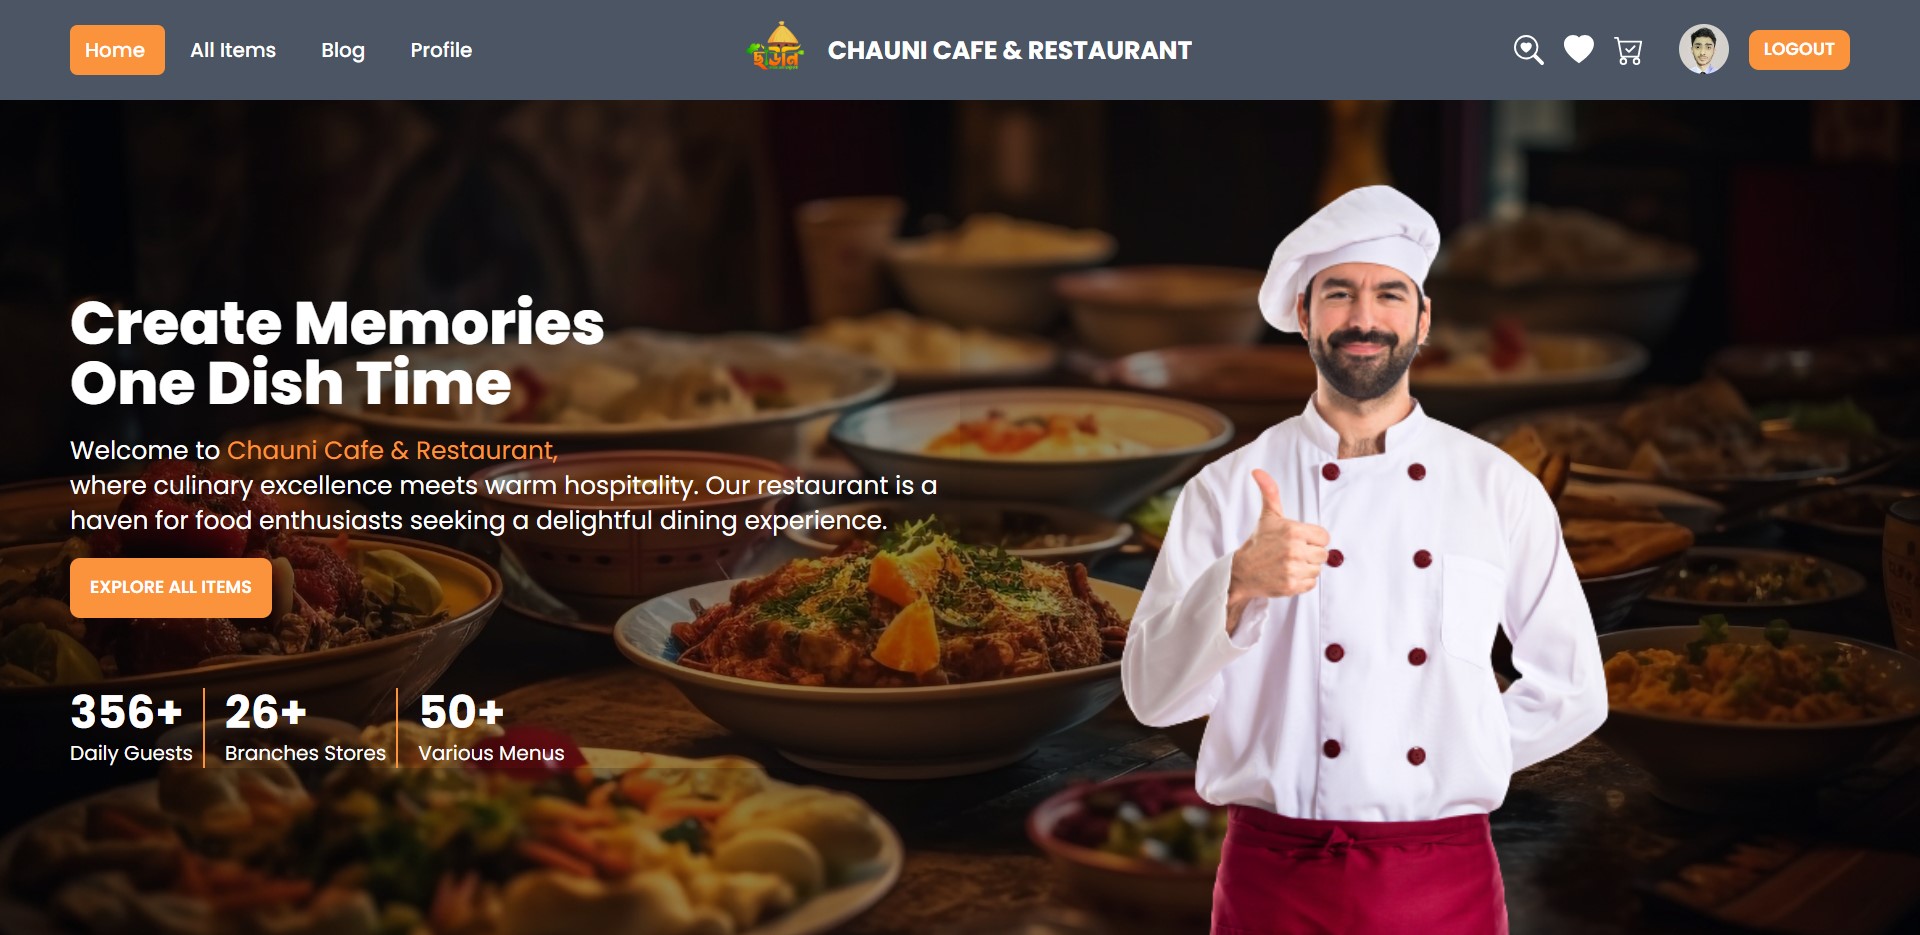 Home
All Items
Blog
Profile
ছাউনি
CHAUNI CAFE & RESTAURANT
LOGOUT
Create Memories
One Dish Time
Welcome to Chauni Cafe & Restaurant,
where culinary excellence meets warm hospitality. Our restaurant is a
haven for food enthusiasts seeking a delightful dining experience.
EXPLORE ALL ITEMS
356+
Daily Guests
26+
Branches Stores
50+
Various Menus